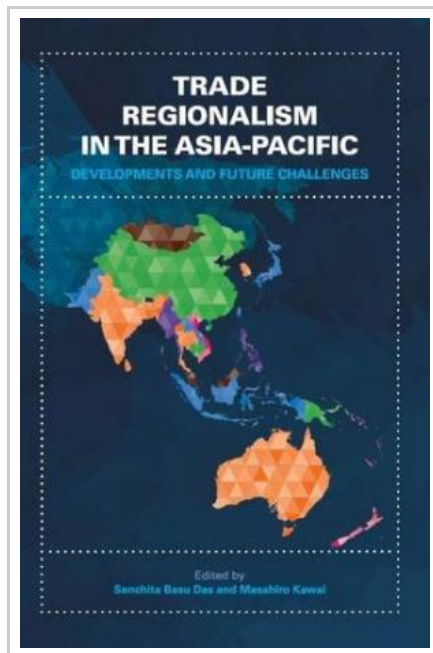 TRADE
REGIONALISM
IN THE ASIA-PACIFIC
DEVELOPMENTS AND FUTURE CHALLENGES
Edited by
Sanchita Basu Das and Masahiro Kawai